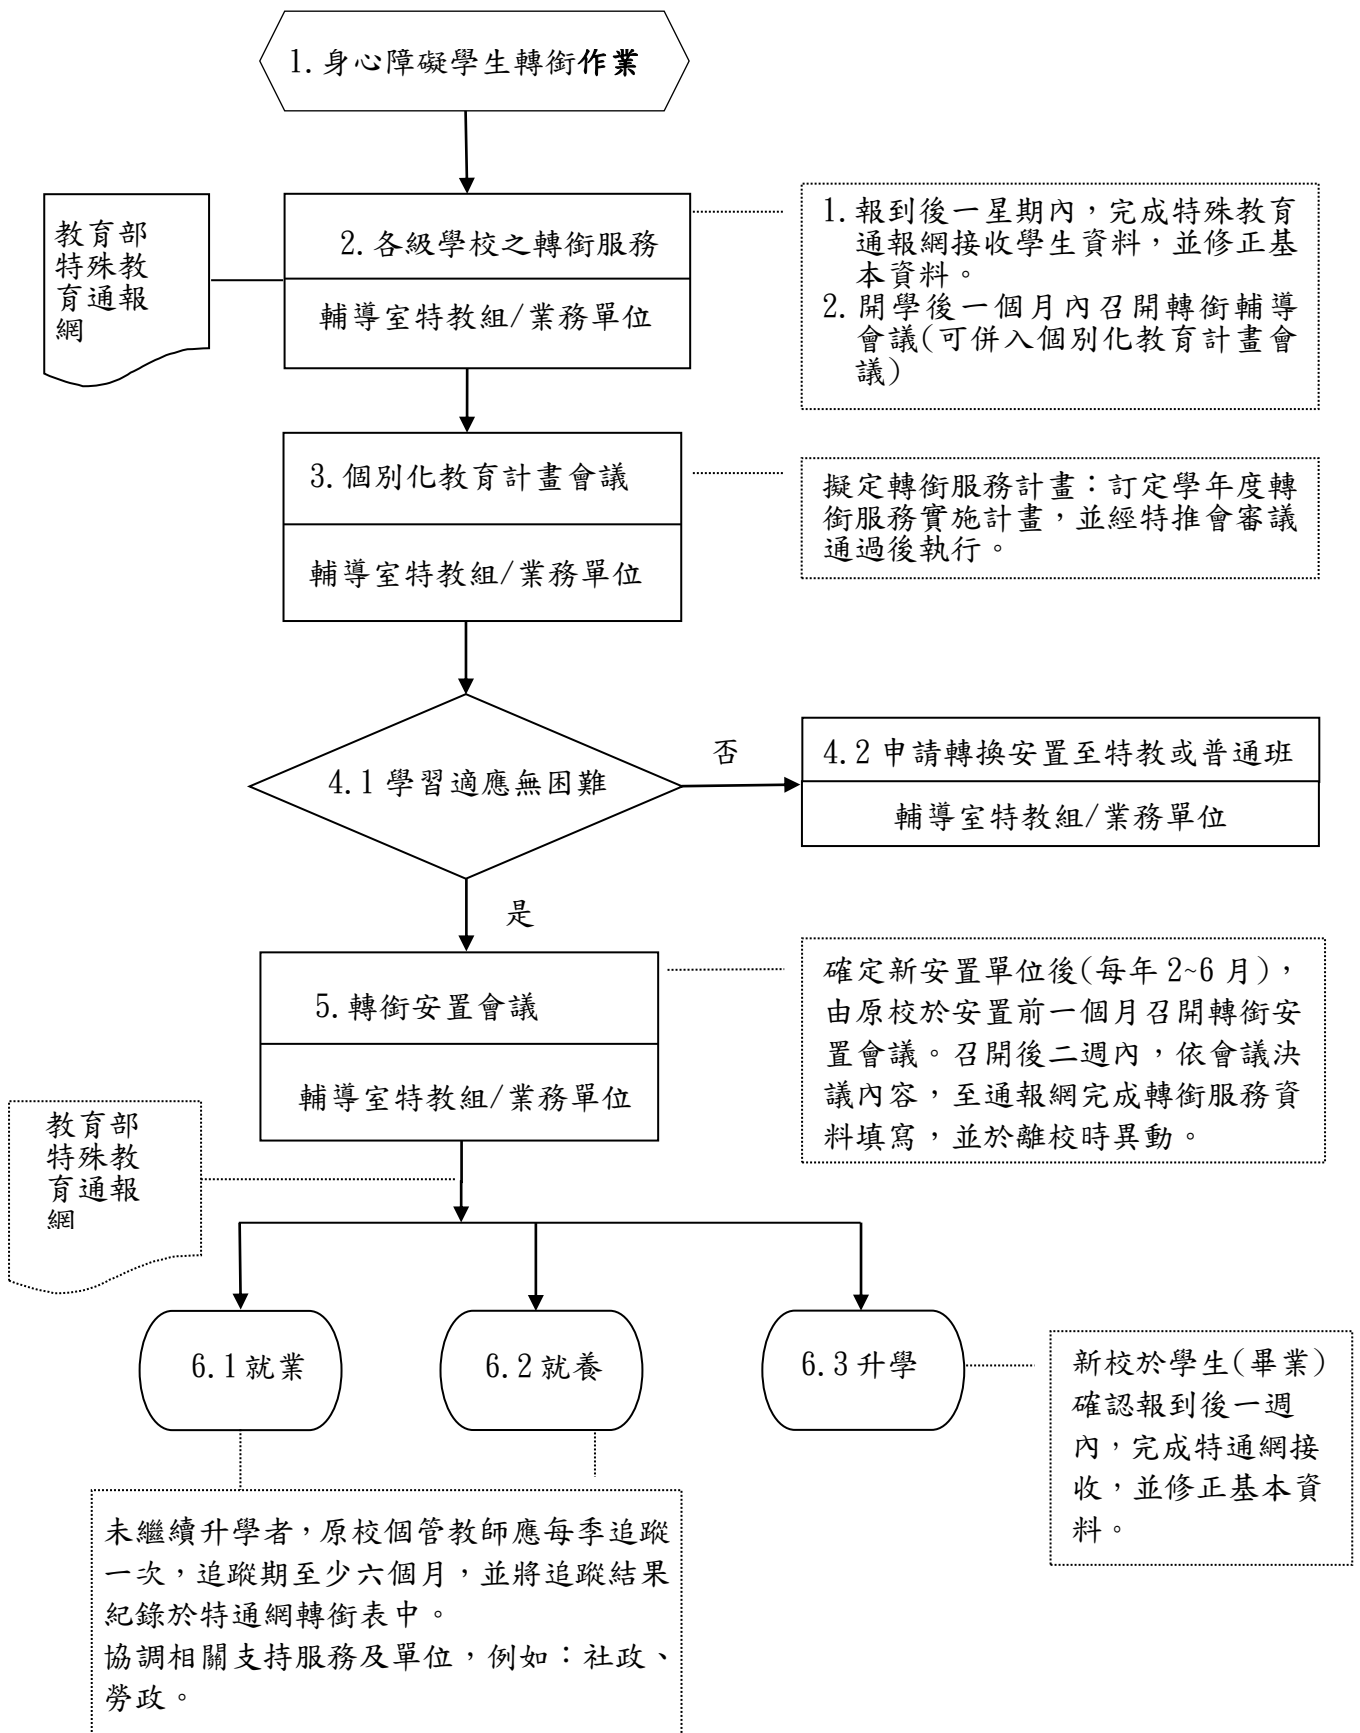 1.身心障礙學生轉銜作業
教育部
特殊教
育通報
網
2.各級學校之轉銜服務
輔導室特教組/業務單位
1.報到後一星期內，完成特殊教育
通報網接收學生資料，並修正基
本資料。
2.開學後一個月內召開轉銜輔導
會議(可併入個別化教育計畫會
議)
3.個別化教育計畫會議
輔導室特教組/業務單位
擬定轉銜服務計畫：訂定學年度轉
銜服務實施計畫，並經特推會審議
通過後執行。
4.1 學習適應無困難
否
4.2 申請轉換安置至特教或普通班
輔導室特教組/業務單位
是
5.轉銜安置會議
輔導室特教組/業務單位
確定新安置單位後(每年 2~6 月)，
由原校於安置前一個月召開轉銜安
置會議。召開後二週內，依會議決
議內容，至通報網完成轉銜服務資
料填寫，並於離校時異動。
教育部
特殊教
育通報
網
6.1 就業
6.2 就養
6.3 升學
新校於學生(畢業)
確認報到後一週
內，完成特通網接
收，並修正基本資
料。
未繼續升學者，原校個管教師應每季追蹤
一次，追蹤期至少六個月，並將追蹤結果
紀錄於特通網轉銜表中。
協調相關支持服務及單位，例如：社政、
勞政。